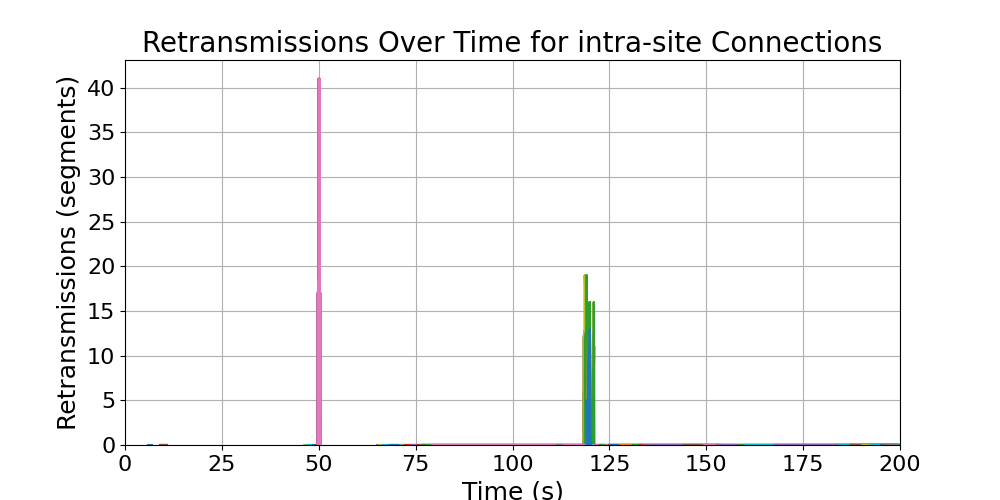 Retransmissions Over Time for intra-site Connections
Retransmissions (segments)
40
35
30
25
20
15
10
5
0
0 25 50 75 100 125 150 175 200
Time (s)